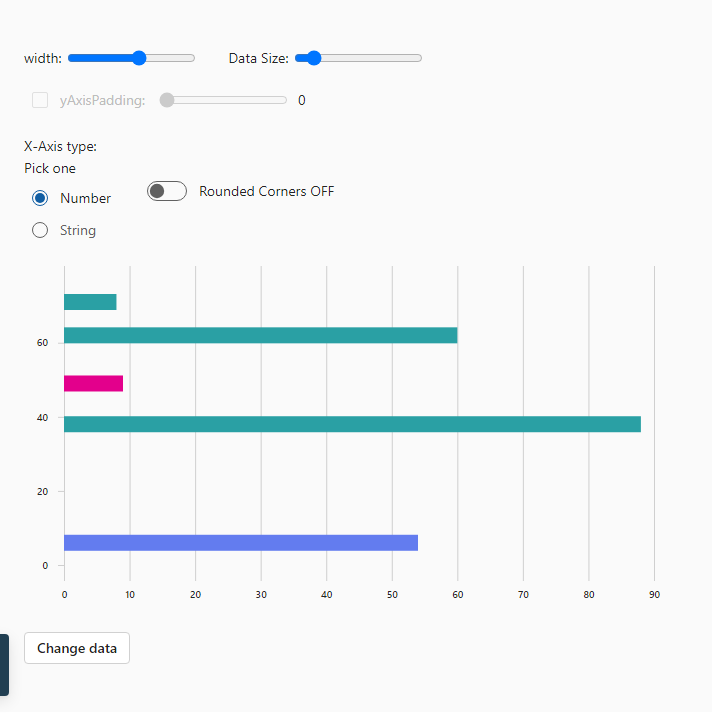 width: Data Size:
yAxisPadding: 0
X-Axis type:
Pick one
Number Rounded Corners OFF
String
60
40
20
0
0 10 20 30 40 50 60 70 80 90
Change data